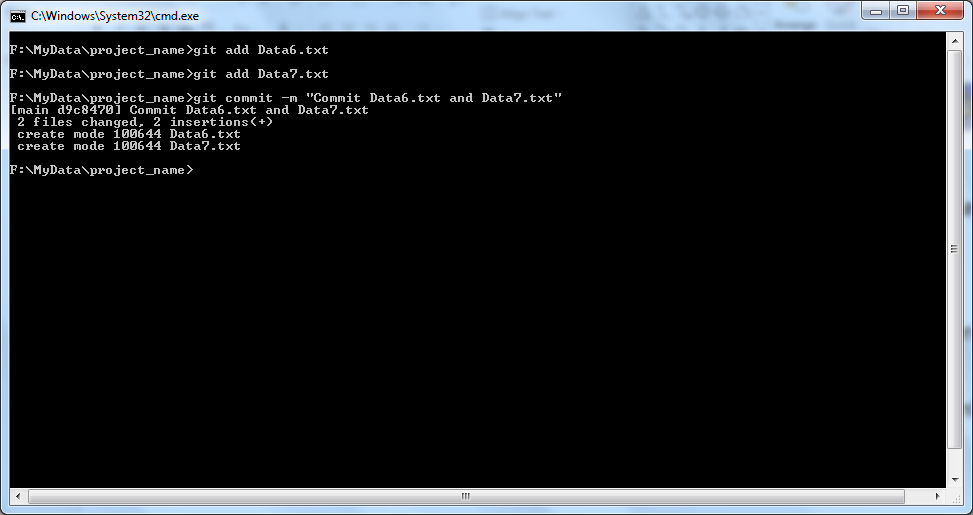 C:\Windows\System32\cmd.exe
F:\MyData\project_name>git add Data6.txt
F:\MyData\project_name>git add Data7.txt
F:\MyData\project_name>git commit -m "Commit Data6.txt and Data7.txt"
[main d9c8470] Commit Data6.txt and Data7.txt
 2 files changed, 2 insertions(+)
 create mode 100644 Data6.txt
 create mode 100644 Data7.txt
F:\MyData\project_name>